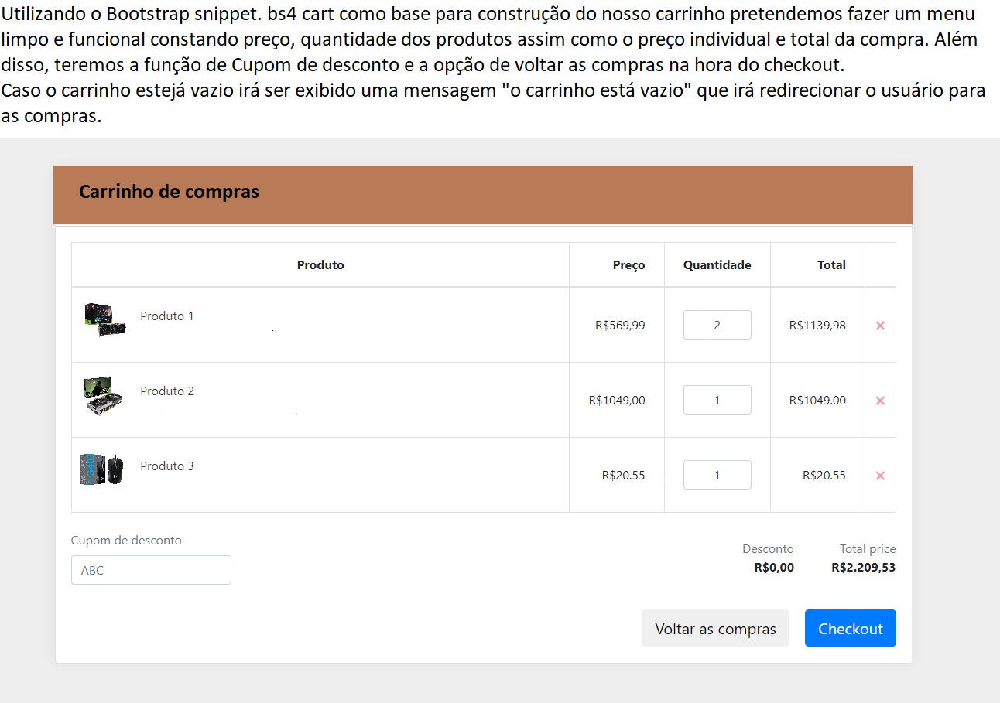 Utilizando o Bootstrap snippet. bs4 cart como base para construção do nosso carrinho pretendemos fazer um menu
limpo e funcional constando preço, quantidade dos produtos assim como o preço individual e total da compra. Além
disso, teremos a função de Cupom de desconto e a opção de voltar as compras na hora do checkout.
Caso o carrinho estejá vazio irá ser exibido uma mensagem "o carrinho está vazio" que irá redirecionar o usuário para
as compras.
Carrinho de compras
Produto Preço Quantidade Total
Produto 1 R$569,99 2 R$1139,98 ×
Produto 2 R$1049,00 1 R$1049.00 ×
G402
Produto 3 R$20.55 1 R$20.55 ×
Cupom de desconto
ABC
Desconto Total price
R$0,00 R$2.209,53
Voltar as compras Checkout